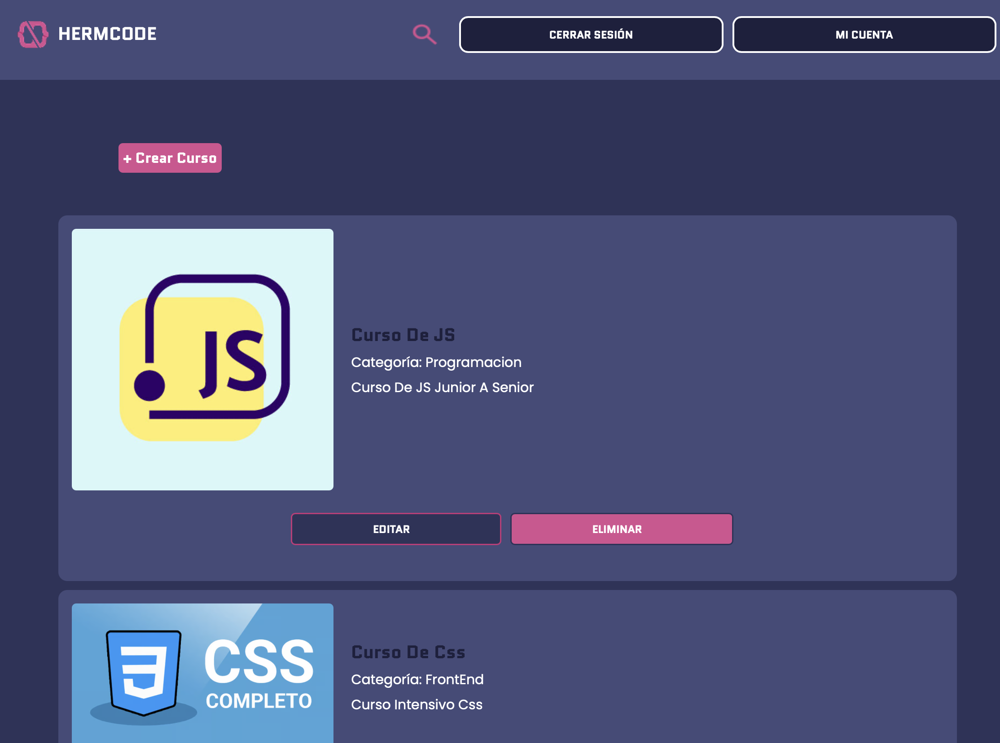 HERMCODE
CERRAR SESIÓN
MI CUENTA
+ Crear Curso
JS
Curso De JS
Categoría: Programacion
Curso De JS Junior A Senior
EDITAR
ELIMINAR
CSS
COMPLETO
Curso De Css
Categoría: FrontEnd
Curso Intensivo Css